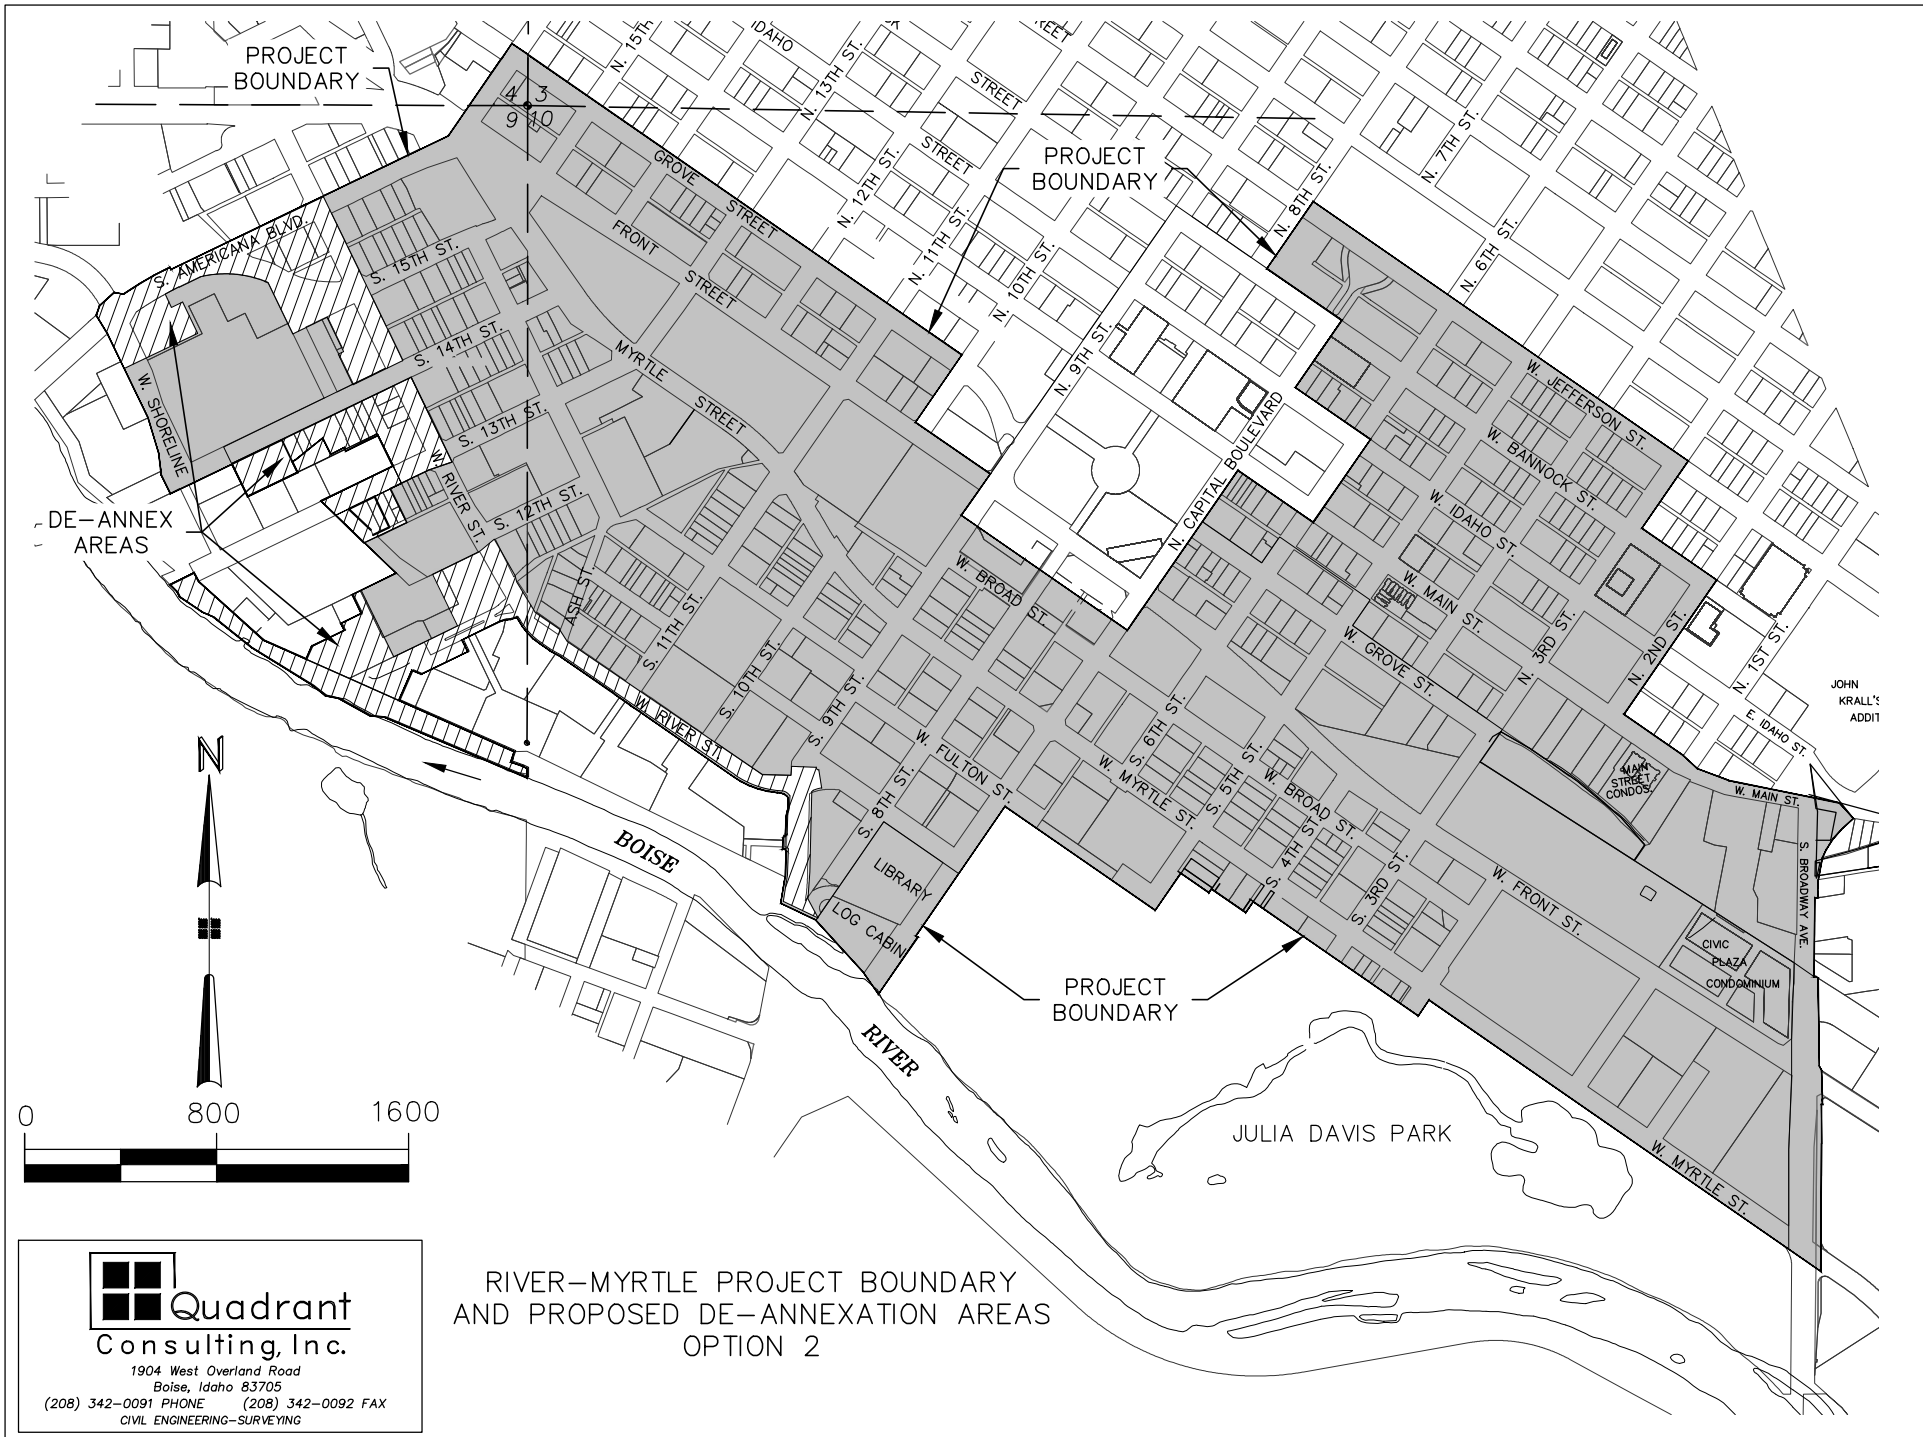 PROJECT
BOUNDARY
IDAHO
STREET
N. 15TH
N. 13TH ST.
STREET
STREET
4 3
9 10
GROVE
STREET
FRONT
STREET
N. 12TH ST.
N. 11TH ST.
N. 10TH ST.
PROJECT
BOUNDARY
N. 8TH ST.
N. 7TH ST.
N. 6TH ST.
S. AMERICANA BLVD.
S. 15TH ST.
S. 14TH ST.
S. 13TH ST.
S. 12TH ST.
MYRTLE
STREET
N. 9TH ST.
N. CAPITAL BOULEVARD
W. JEFFERSON ST.
W. BANNOCK ST.
W. IDAHO ST.
W. MAIN ST.
W. GROVE ST.
N. 3RD ST.
N. 2ND ST.
N. 1ST ST.
E. IDAHO ST.
JOHN
KRALL'S
ADDIT
W. SHORELINE
W. RIVER ST.
DE-ANNEX
AREAS
ASH ST.
S. 11TH ST.
S. 10TH ST.
S. 9TH ST.
S. 8TH ST.
W. RIVER ST.
W. BROAD ST.
W. FULTON ST.
W. MYRTLE ST.
S. 6TH ST.
S. 5TH ST.
S. 4TH ST.
S. 3RD ST.
W. BROAD ST.
W. FRONT ST.
MAIN
STREET
CONDOS.
W. MAIN ST.
S. BROADWAY AVE.
LIBRARY
LOG CABIN
CIVIC
PLAZA
CONDOMINIUM
PROJECT
BOUNDARY
BOISE
RIVER
JULIA DAVIS PARK
W. MYRTLE ST.
N
0 800 1600
Quadrant
Consulting, Inc.
1904 West Overland Road
Boise, Idaho 83705
(208) 342-0091 PHONE (208) 342-0092 FAX
CIVIL ENGINEERING-SURVEYING
RIVER-MYRTLE PROJECT BOUNDARY
AND PROPOSED DE-ANNEXATION AREAS
OPTION 2